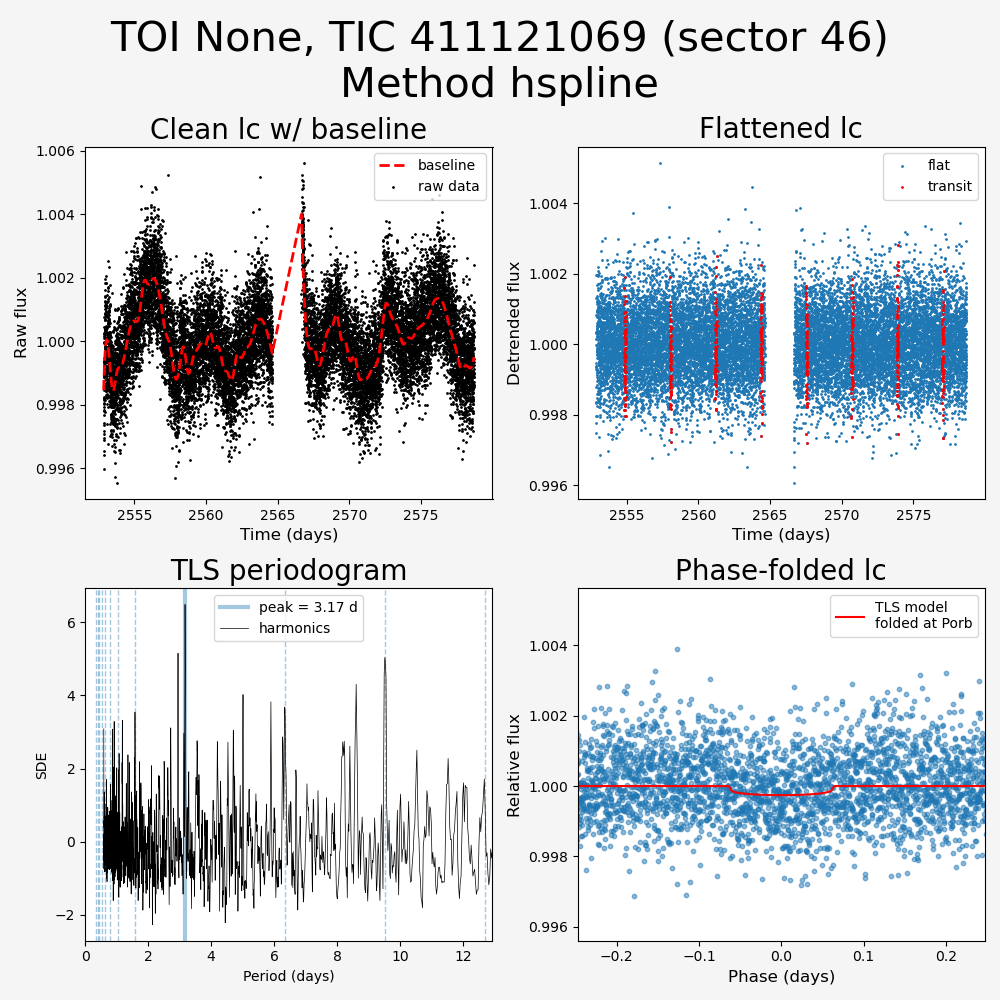 TOI None, TIC 411121069 (sector 46)
Method hspline
Clean lc w/ baseline
Flattened lc
1.006
1.004
1.002
1.000
0.998
0.996
Raw flux
baseline
raw data
2555
2560
2565
2570
2575
Time (days)
1.004
1.002
1.000
0.998
0.996
Detrended flux
flat
transit
2555
2560
2565
2570
2575
Time (days)
TLS periodogram
Phase-folded lc
6
4
2
0
−2
SDE
peak = 3.17 d
harmonics
0
2
4
6
8
10
12
Period (days)
1.004
1.002
1.000
0.998
0.996
Relative flux
TLS model
folded at Porb
−0.2
−0.1
0.0
0.1
0.2
Phase (days)